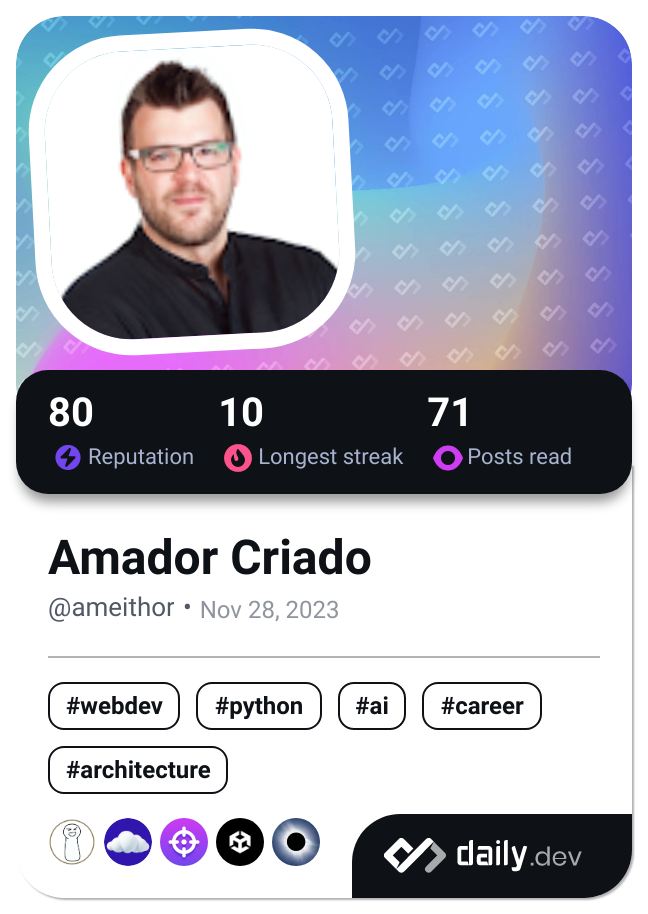 80 10 71
Reputation Longest streak Posts read
Amador Criado
@ameithor • Nov 28, 2023
#webdev #python #ai #career
#architecture
daily.dev